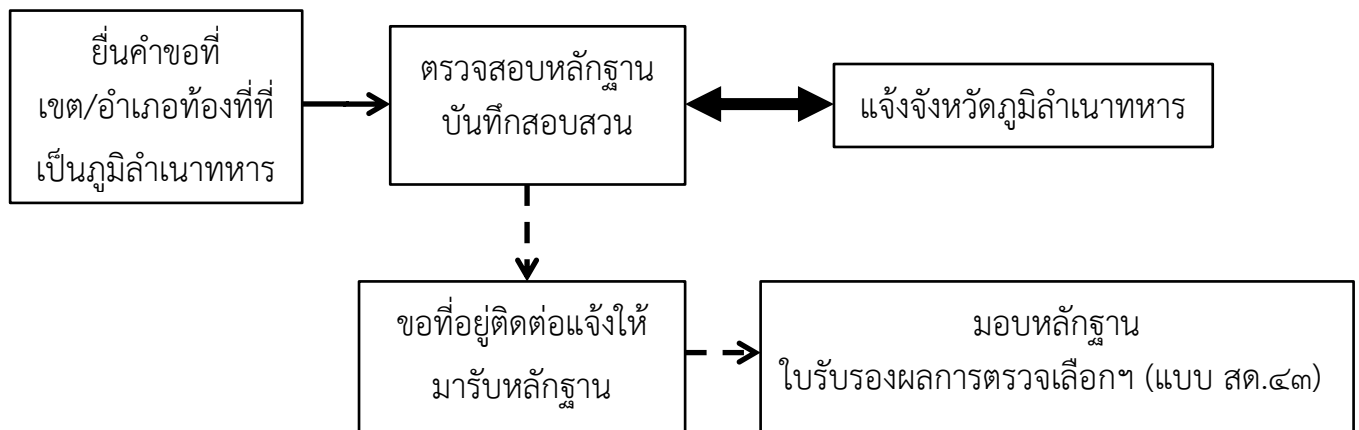 ยื่นคำขอที่
เขต/อำเภอท้องที่ที่
เป็นภูมิลำเนาทหาร
ตรวจสอบหลักฐาน
บันทึกสอบสวน
แจ้งจังหวัดภูมิลำเนาทหาร
ขอที่อยู่ติดต่อแจ้งให้
มารับหลักฐาน
มอบหลักฐาน
ใบรับรองผลการตรวจเลือกฯ (แบบ สด.๔๓)